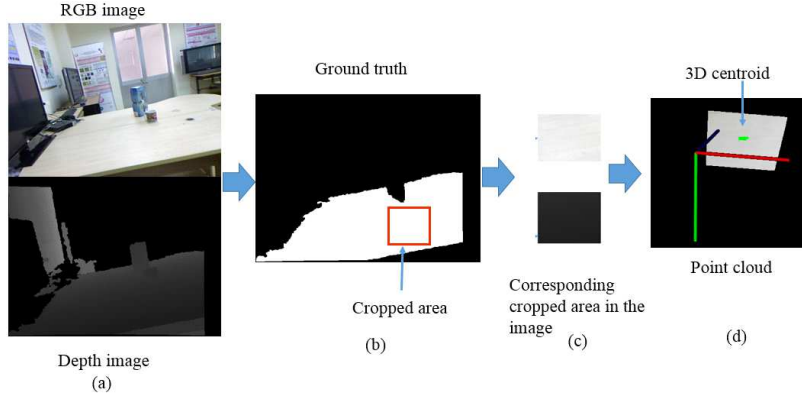 RGB image
Depth image
(a)
Ground truth
Cropped area
(b)
Corresponding
cropped area in the
image
(c)
3D centroid
Point cloud
(d)